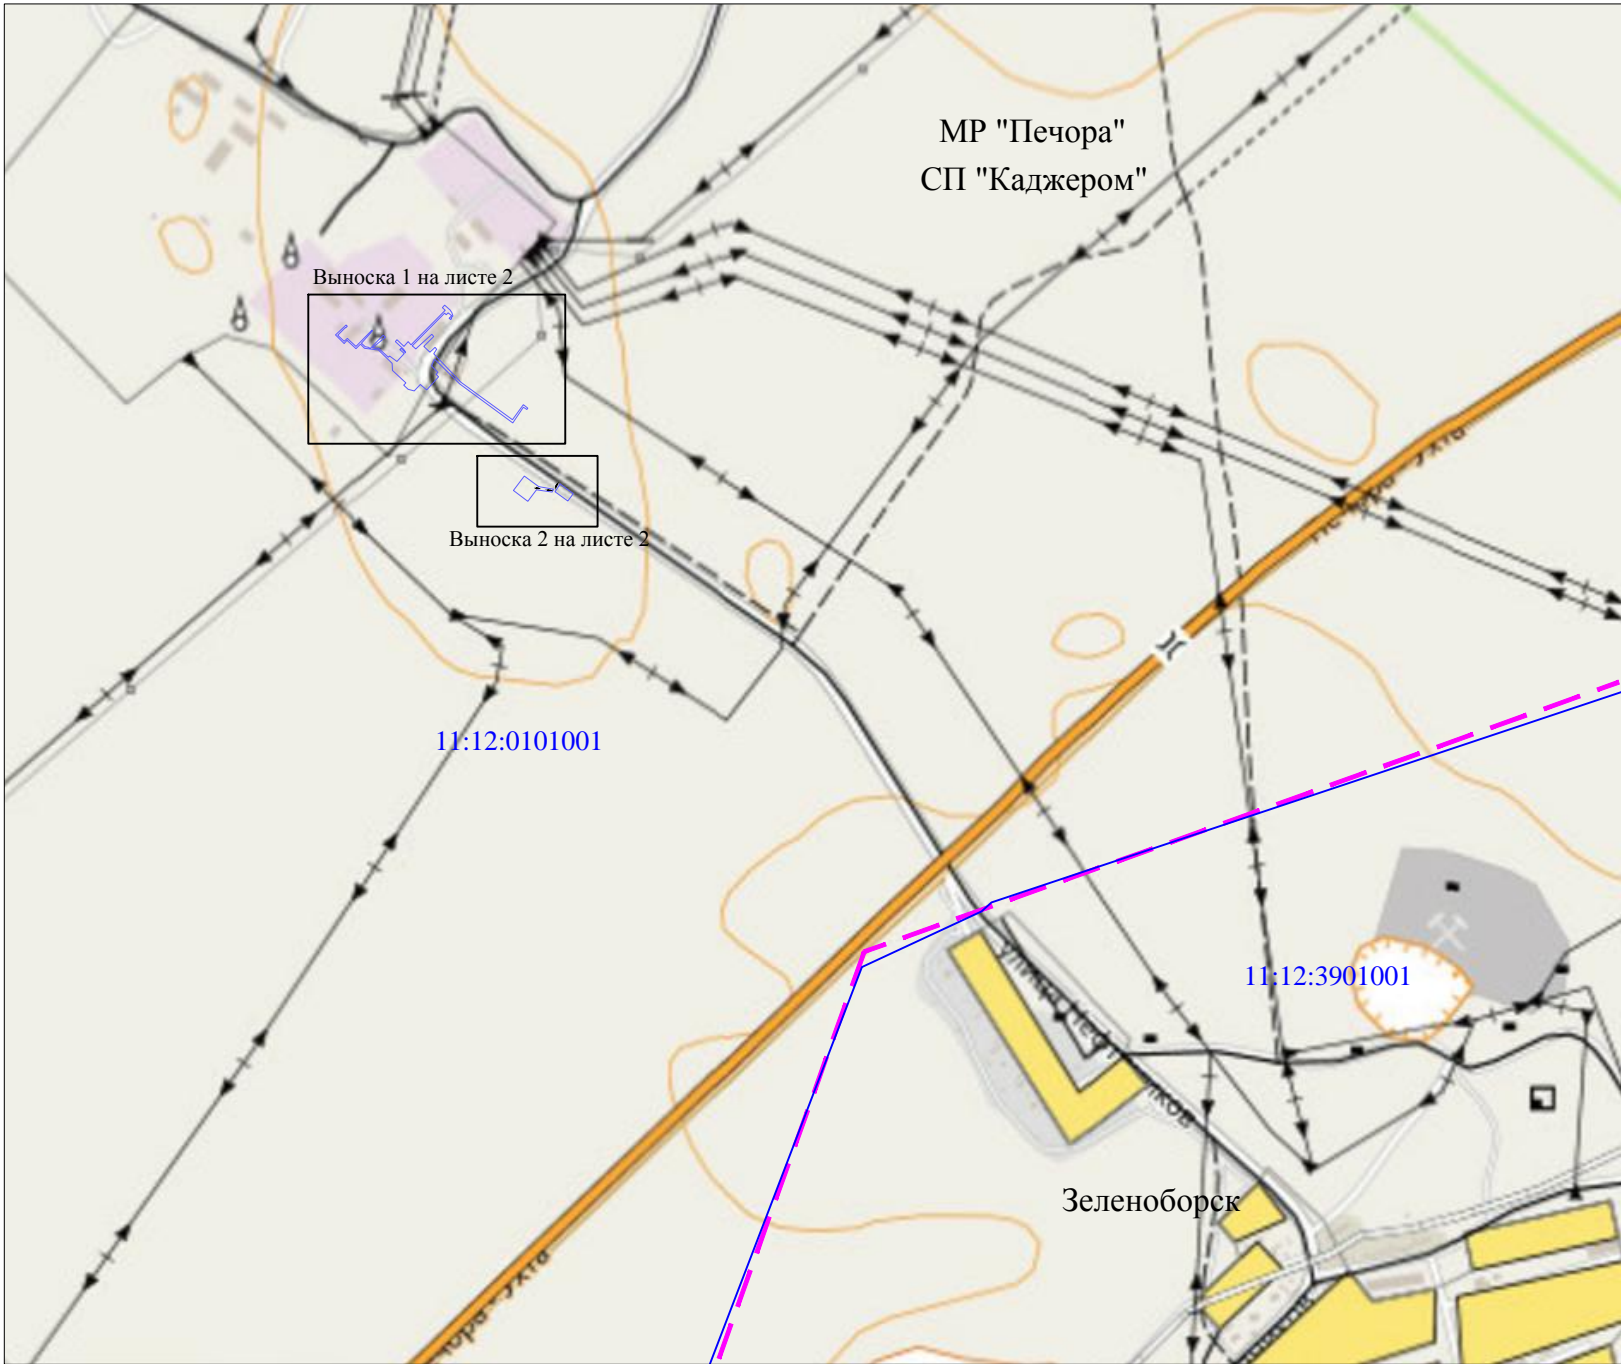 МР "Печора"
СП "Каджером"
Выноска 1 на листе 2
Выноска 2 на листе 2
11:12:0101001
11:12:3901001
Зеленоборск